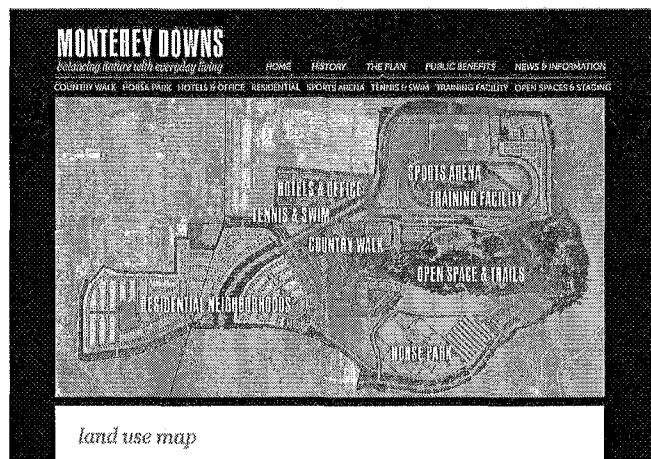 MONTEREY DOWNS
balancing nature with everyday living
HOME HISTORY THE PLAN PUBLIC BENEFITS NEWS & INFORMATION
COUNTRY WALK HORSE PARK HOTELS & OFFICE RESIDENTIAL SPORTS ARENA TENNIS & SWIM TRAINING FACILITY OPEN SPACES & STAGING
SPORTS ARENA
HOTELS & OFFICE
TRAINING FACILITY
TENNIS & SWIM
COUNTRY WALK
OPEN SPACE & TRAILS
RESIDENTIAL NEIGHBORHOODS
HORSE PARK
land use map